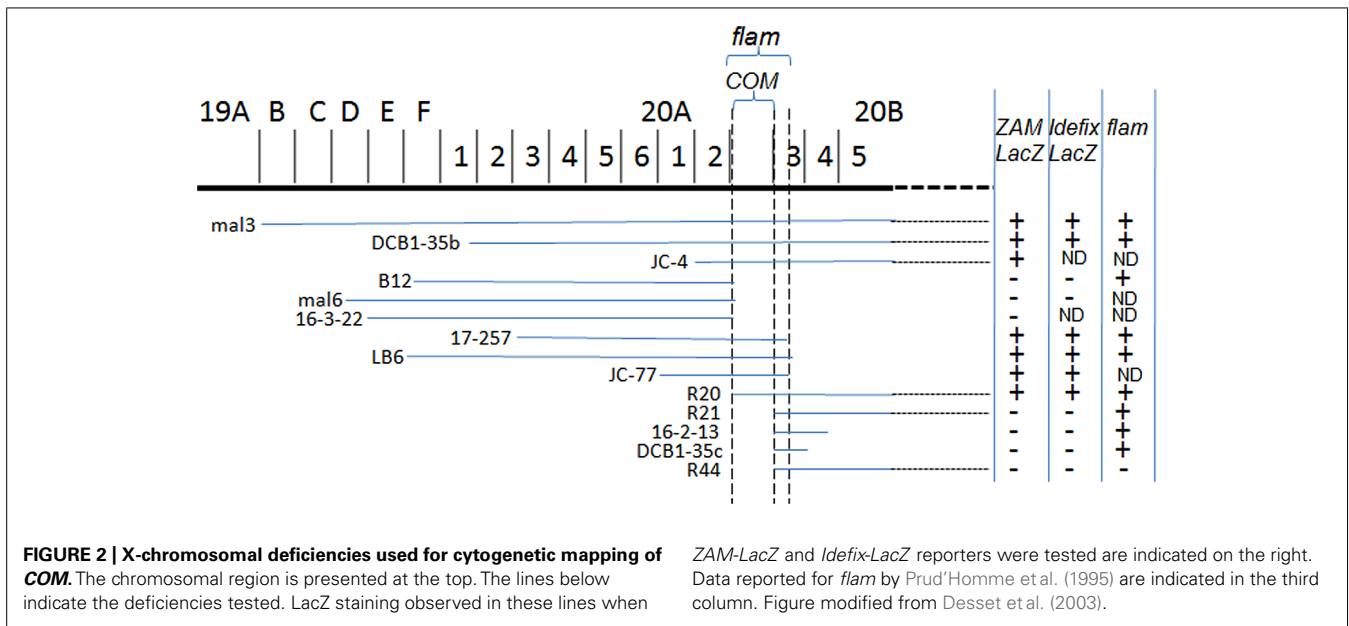 flam
COM
19A B C D E F 20A 20B
1 2 3 4 5 6 1 2 3 4 5
ZAM Idefix flam
LacZ LacZ
mal3 + + +
DCB1-35b + + +
JC-4 + ND ND
B12 - - +
mal6 - - ND
16-3-22 - ND ND
17-257 + + +
LB6 + + +
JC-77 + + ND
R20 + + +
R21 - - +
16-2-13 - - +
DCB1-35c - - +
R44 - - -
FIGURE 2 | X-chromosomal deficiencies used for cytogenetic mapping of
COM. The chromosomal region is presented at the top. The lines below
indicate the deficiencies tested. LacZ staining observed in these lines when
ZAM-LacZ and Idefix-LacZ reporters were tested are indicated on the right.
Data reported for flam by Prud'Homme et al. (1995) are indicated in the third
column. Figure modified from Desset et al. (2003).